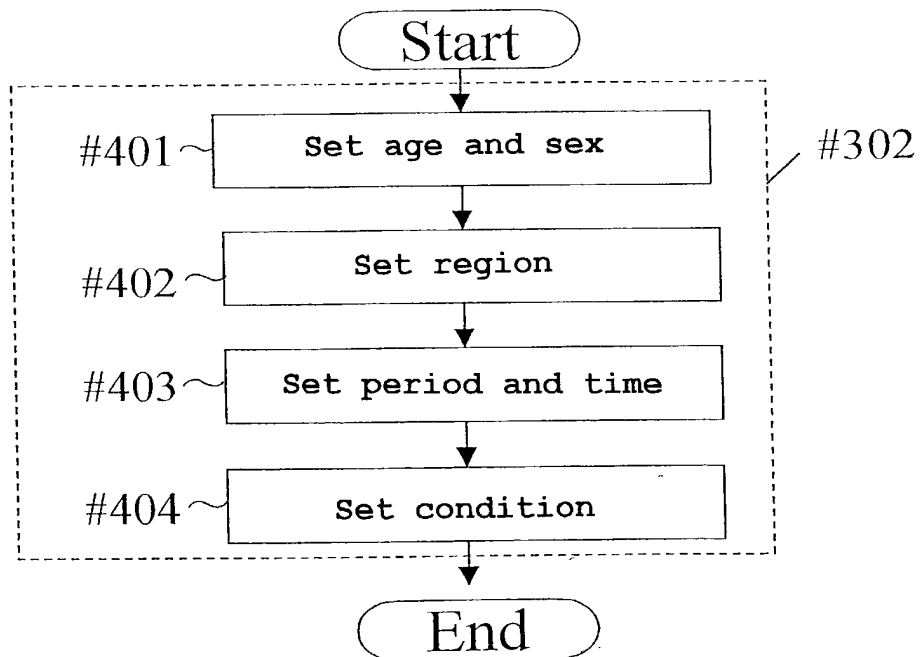 Start
#401
Set age and sex
#302
#402
Set region
#403
Set period and time
#404
Set condition
End